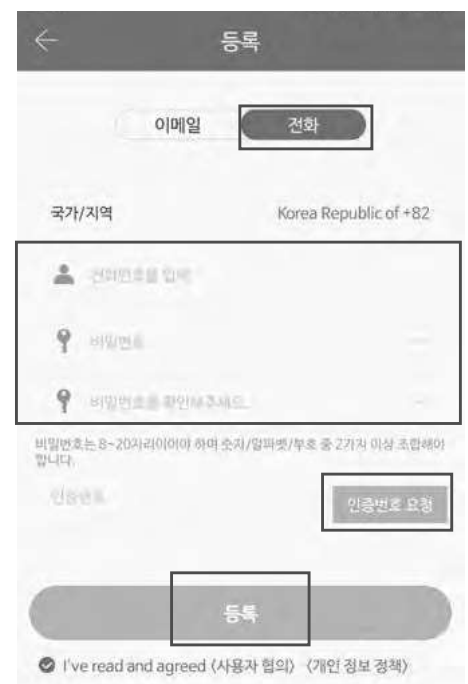 등록
이메일 전화
국가/지역 Korea Republic of +82
전화번호를 입력
비밀번호
비밀번호를 확인해주세요.
비밀번호는 8~20자리이어야 하며 숫자/알파벳/부호 중 2가지 이상 조합해야
합니다.
인증번호 인증번호 요청
등록
I've read and agreed 〈사용자 협의〉 〈개인 정보 정책〉